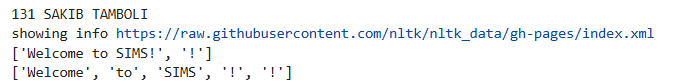 131 SAKIB TAMBOLI
showing info https://raw.githubusercontent.com/nltk/nltk_data/gh-pages/index.xml
['Welcome to SIMS!', '!']
['Welcome', 'to', 'SIMS', '!', '!']